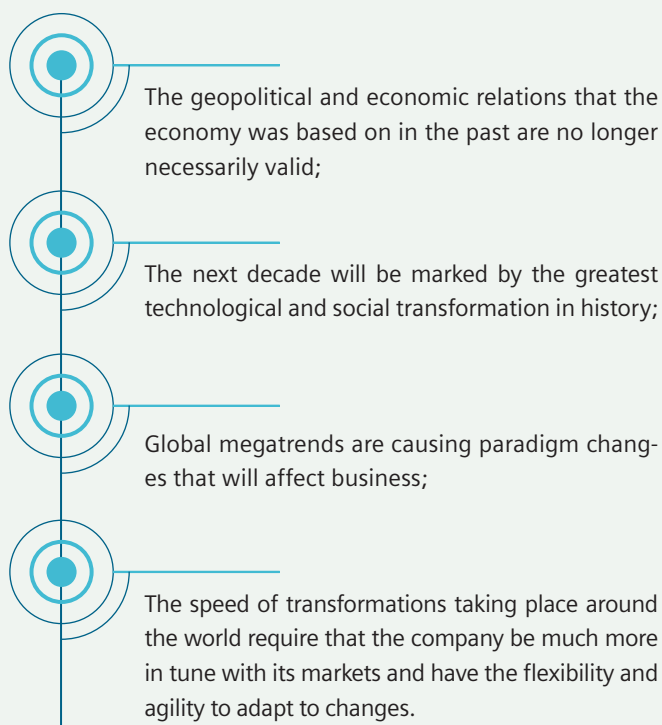 The geopolitical and economic relations that the
economy was based on in the past are no longer
necessarily valid;
The next decade will be marked by the greatest
technological and social transformation in history;
Global megatrends are causing paradigm chang-
es that will affect business;
The speed of transformations taking place around
the world require that the company be much more
in tune with its markets and have the flexibility and
agility to adapt to changes.